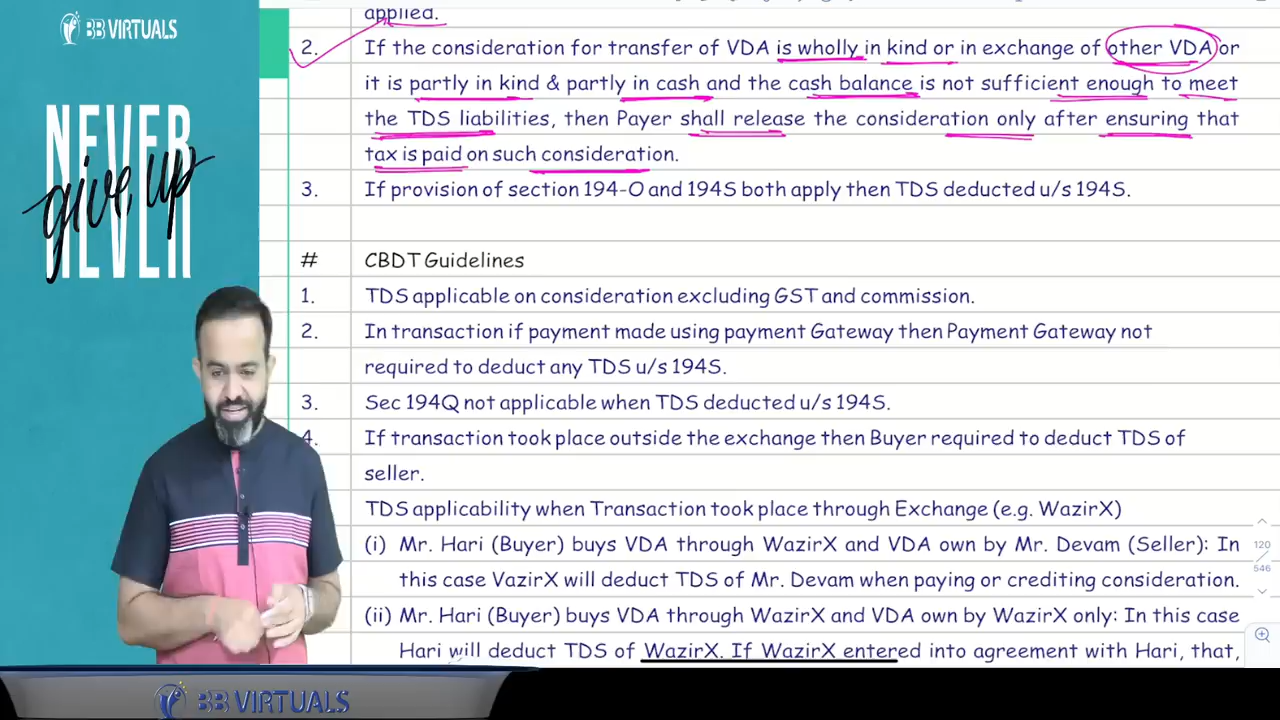 BB VIRTUALS
applied.
2. If the consideration for transfer of VDA is wholly in kind or in exchange of other VDA or
it is partly in kind & partly in cash and the cash balance is not sufficient enough to meet
the TDS liabilities, then Payer shall release the consideration only after ensuring that
tax is paid on such consideration.
3. If provision of section 194-O and 194S both apply then TDS deducted u/s 194S.
NEVER
give up
NEVER
# CBDT Guidelines
1. TDS applicable on consideration excluding GST and commission.
2. In transaction if payment made using payment Gateway then Payment Gateway not
required to deduct any TDS u/s 194S.
3. Sec 194Q not applicable when TDS deducted u/s 194S.
4. If transaction took place outside the exchange then Buyer required to deduct TDS of
seller.
TDS applicability when Transaction took place through Exchange (e.g. WazirX)
(i) Mr. Hari (Buyer) buys VDA through WazirX and VDA own by Mr. Devam (Seller): In
this case VazirX will deduct TDS of Mr. Devam when paying or crediting consideration.
(ii) Mr. Hari (Buyer) buys VDA through WazirX and VDA own by WazirX only: In this case
Hari will deduct TDS of WazirX. If WazirX entered into agreement with Hari, that,
120
546
BB VIRTUALS